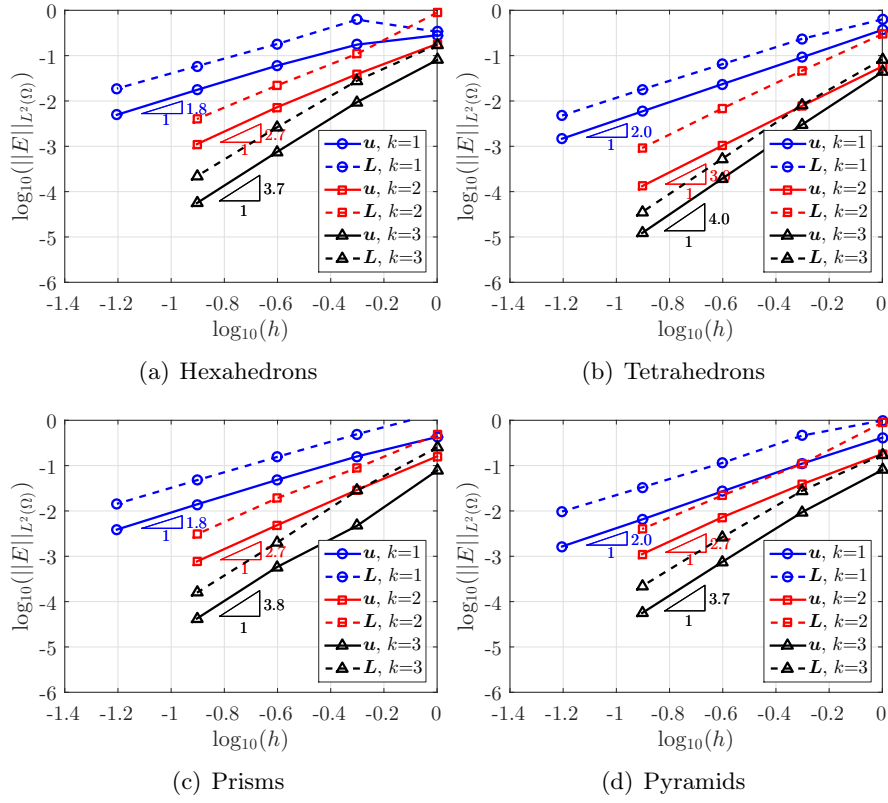 0
-1
-2
-3
-4
-5
-6
log10(||E||L2(Ω))
1.8
1
2.7
1
3.7
1
u, k=1
L, k=1
u, k=2
L, k=2
u, k=3
L, k=3
-1.4 -1.2 -1 -0.8 -0.6 -0.4 -0.2 0
log10(h)
(a) Hexahedrons
0
-1
-2
-3
-4
-5
-6
log10(||E||L2(Ω))
2.0
1
1
4.0
1
u, k=1
L, k=1
u, k=2
L, k=2
u, k=3
L, k=3
-1.4 -1.2 -1 -0.8 -0.6 -0.4 -0.2 0
log10(h)
(b) Tetrahedrons
0
-1
-2
-3
-4
-5
-6
log10(||E||L2(Ω))
1.8
1
2.7
1
3.8
1
u, k=1
L, k=1
u, k=2
L, k=2
u, k=3
L, k=3
-1.4 -1.2 -1 -0.8 -0.6 -0.4 -0.2 0
log10(h)
(c) Prisms
0
-1
-2
-3
-4
-5
-6
log10(||E||L2(Ω))
2.0
1
2.7
1
3.7
1
u, k=1
L, k=1
u, k=2
L, k=2
u, k=3
L, k=3
-1.4 -1.2 -1 -0.8 -0.6 -0.4 -0.2 0
log10(h)
(d) Pyramids